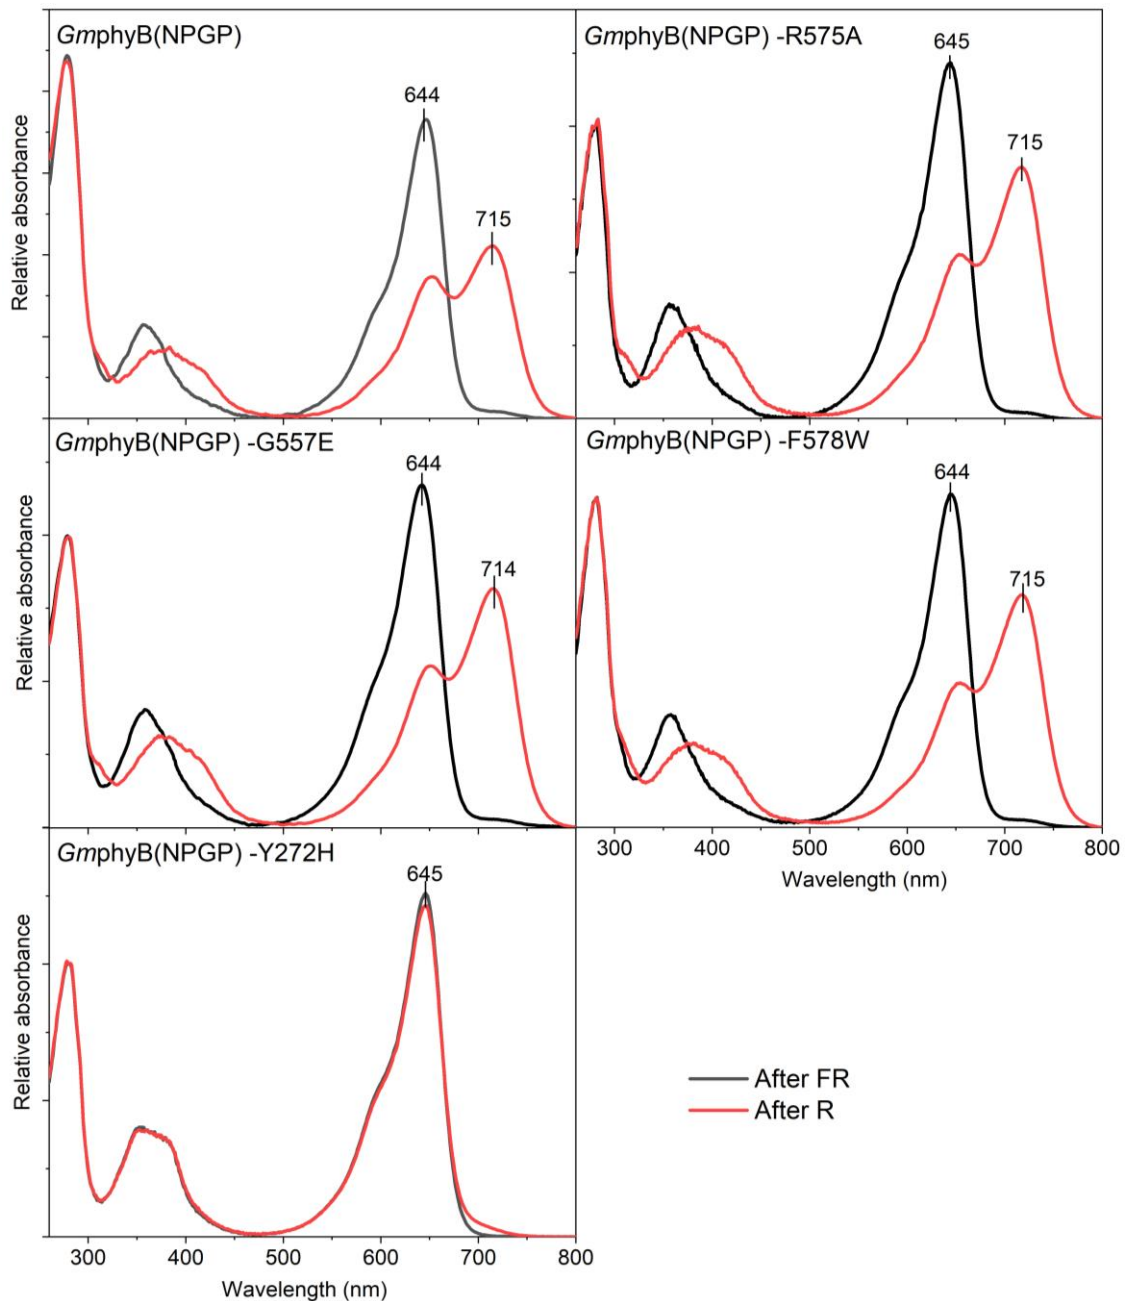 GmphyB(NPGP)
644
715
Relative absorbance
GmphyB(NPGP) -R575A
645
715
GmphyB(NPGP) -G557E
644
714
Relative absorbance
GmphyB(NPGP) -F578W
644
715
300 400 500 600 700 800
Wavelength (nm)
GmphyB(NPGP) -Y272H
645
Relative absorbance
300 400 500 600 700 800
Wavelength (nm)
After FR
After R